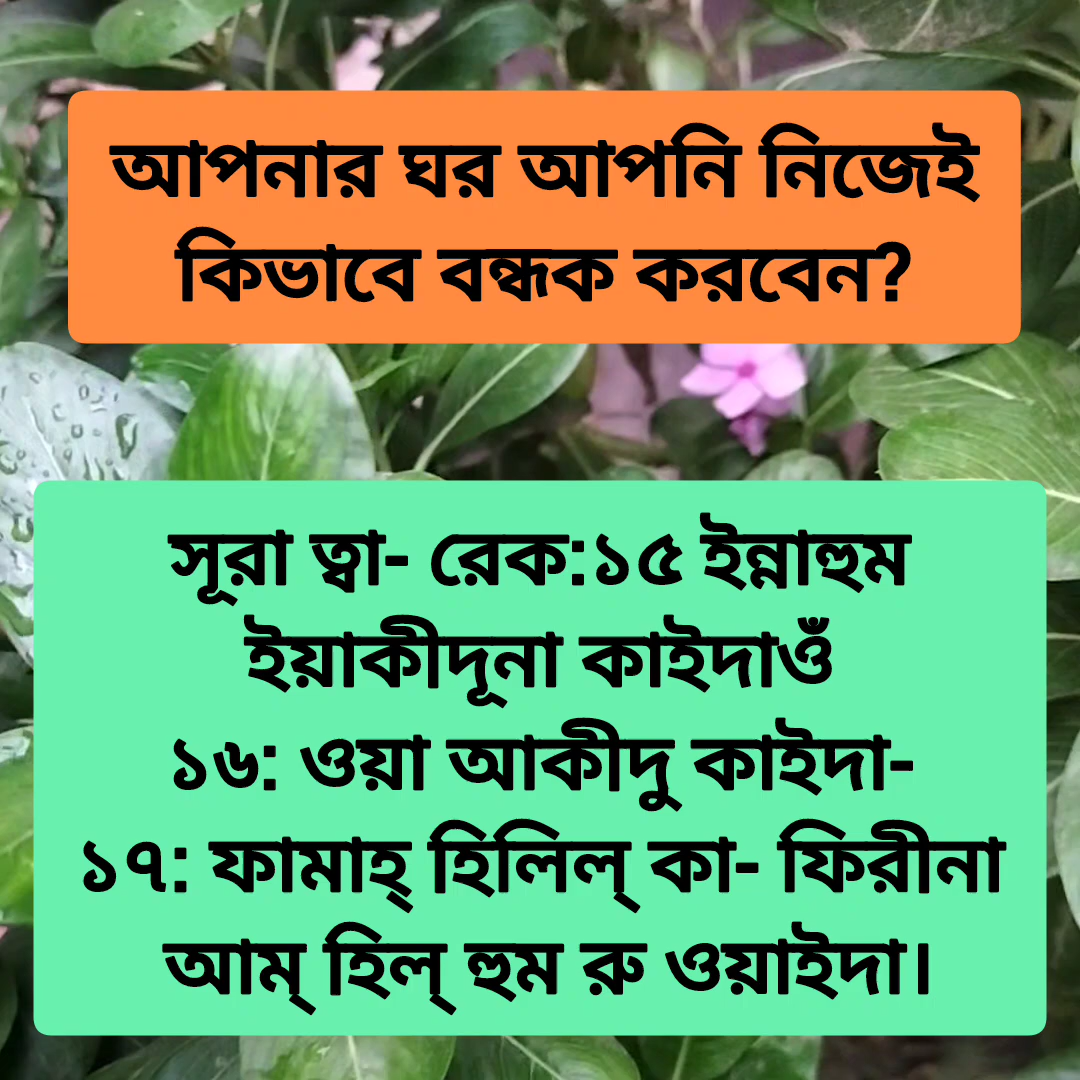 আপনার ঘর আপনি নিজেই
কিভাবে বন্ধক করবেন?
সূরা ত্বা- রেক:১৫ ইন্নাহুম
ইয়াকীদূনা কাইদাওঁ
১৬: ওয়া আকীদু কাইদা-
১৭: ফামাহ্ হিলিল্ কা- ফিরীনা
আম্ হিল্ হুম রু ওয়াইদা।